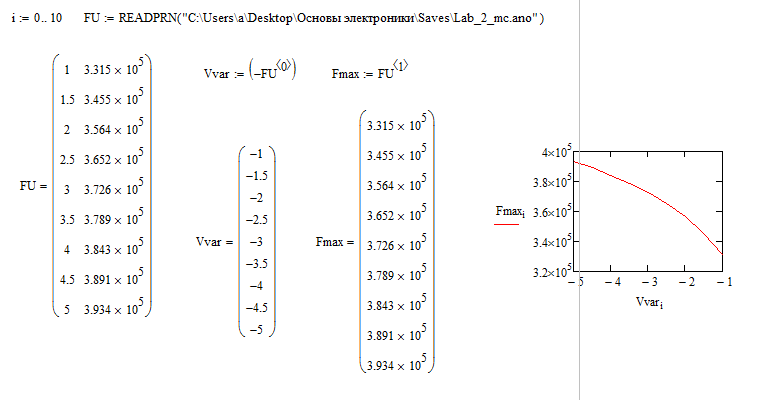 i := 0.. 10 FU := READPRN("C:\Users\a\Desktop\Основы электроники\Saves\Lab_2_mc.ano")
Vvar := (−FU^⟨0⟩) Fmax := FU^⟨1⟩
FU =
1 3.315 × 10^5
1.5 3.455 × 10^5
2 3.564 × 10^5
2.5 3.652 × 10^5
3 3.726 × 10^5
3.5 3.789 × 10^5
4 3.843 × 10^5
4.5 3.891 × 10^5
5 3.934 × 10^5
Vvar =
−1
−1.5
−2
−2.5
−3
−3.5
−4
−4.5
−5
Fmax =
3.315 × 10^5
3.455 × 10^5
3.564 × 10^5
3.652 × 10^5
3.726 × 10^5
3.789 × 10^5
3.843 × 10^5
3.891 × 10^5
3.934 × 10^5
Fmax_i
4×10^5
3.8×10^5
3.6×10^5
3.4×10^5
3.2×10^5
− 5 − 4 − 3 − 2 − 1
Vvar_i